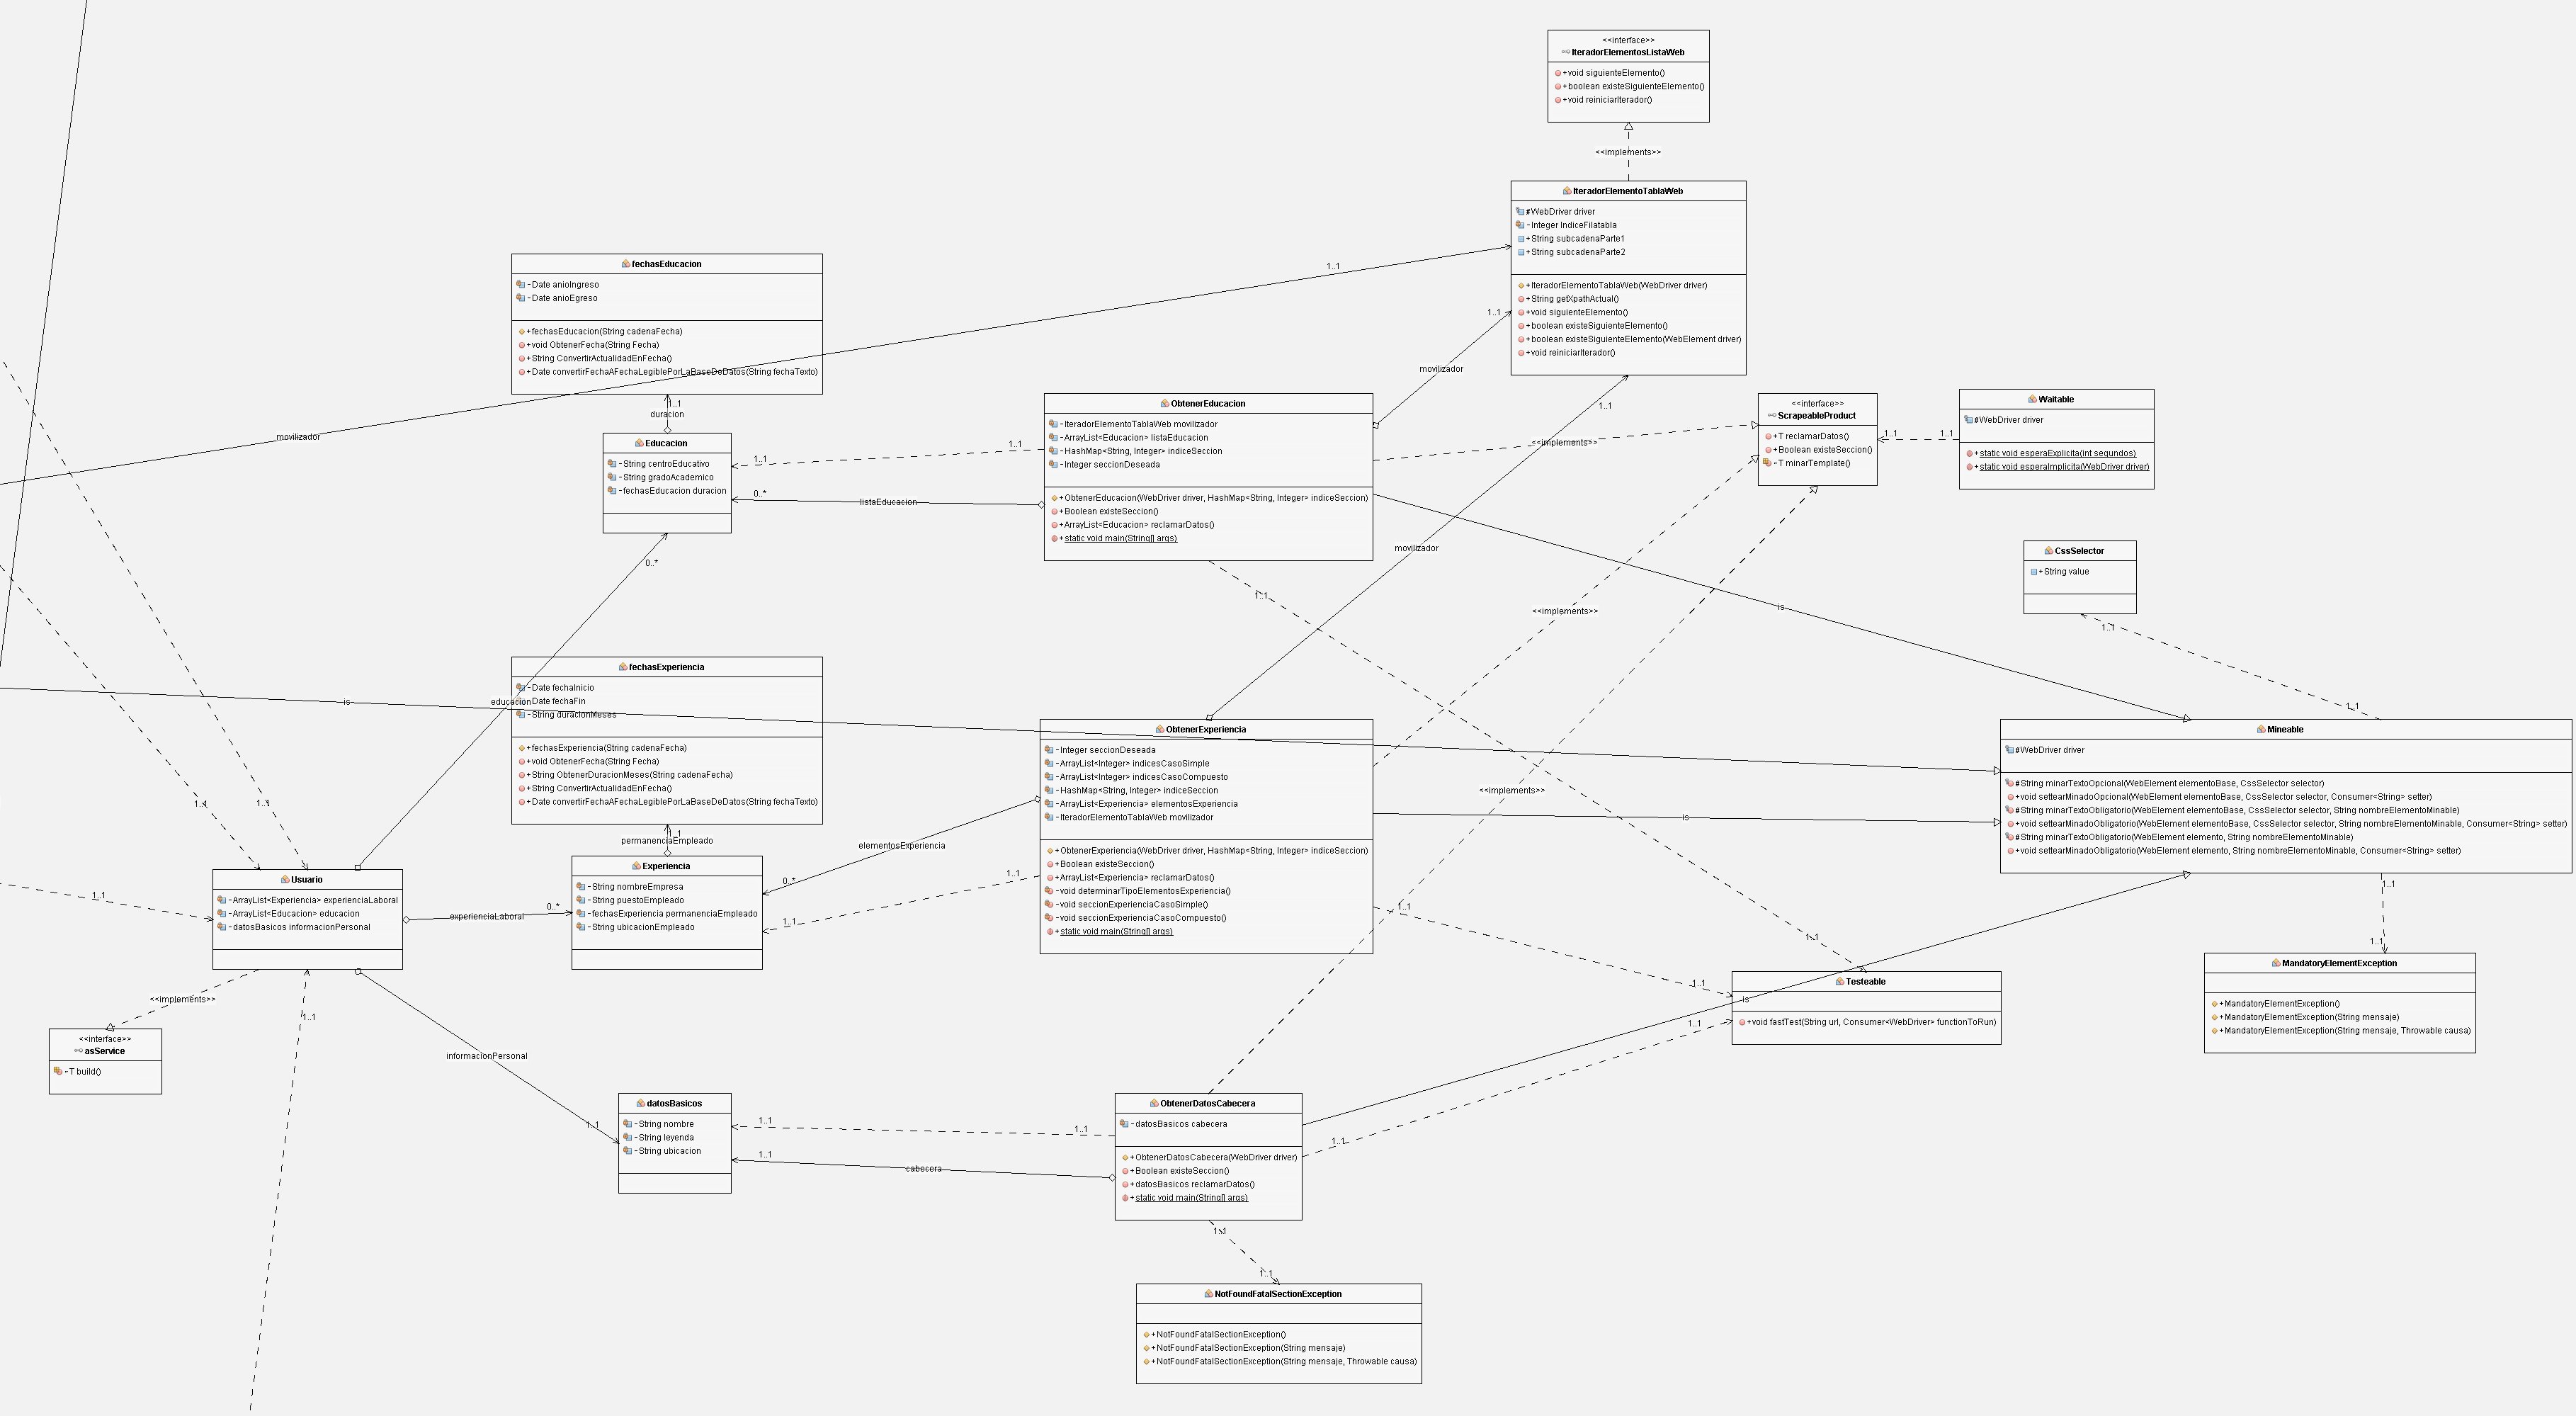 <<interface>>
IteradorElementosListaWeb
+void siguienteElemento()
+boolean existeSiguienteElemento()
+void reiniciarIterador()
<<implements>>
IteradorElementoTablaWeb
#WebDriver driver
-Integer IndiceFilatabla
+String subcadenaParte1
+String subcadenaParte2
+IteradorElementoTablaWeb(WebDriver driver)
+String getXpathActual()
+void siguienteElemento()
+boolean existeSiguienteElemento()
+boolean existeSiguienteElemento(WebElement driver)
+void reiniciarIterador()
1..1
1..1
1..1
movilizador
movilizador
movilizador
fechasEducacion
-Date anioIngreso
-Date anioEgreso
+fechasEducacion(String cadenaFecha)
+void ObtenerFecha(String Fecha)
+String ConvertirActualidadEnFecha()
+Date convertirFechaAFechaLegiblePorLaBaseDeDatos(String fechaTexto)
1..1
duracion
Educacion
-String centroEducativo
-String gradoAcademico
-fechasEducacion duracion
1..1
1..1
0..*
listaEducacion
ObtenerEducacion
-IteradorElementoTablaWeb movilizador
-ArrayList<Educacion> listaEducacion
-HashMap<String, Integer> indiceSeccion
-Integer seccionDeseada
+ObtenerEducacion(WebDriver driver, HashMap<String, Integer> indiceSeccion)
+Boolean existeSeccion()
+ArrayList<Educacion> reclamarDatos()
+static void main(String[] args)
<<implements>>
<<interface>>
ScrapeableProduct
+T reclamarDatos()
+Boolean existeSeccion()
-T minarTemplate()
1..1
1..1
Waitable
#WebDriver driver
+static void esperaExplicita(int segundos)
+static void esperaImplicita(WebDriver driver)
CssSelector
+String value
1..1
1..1
0..*
educacion
1..1
is
<<implements>>
is
fechasExperiencia
-Date fechaInicio
-Date fechaFin
-String duracionMeses
+fechasExperiencia(String cadenaFecha)
+void ObtenerFecha(String Fecha)
+String ObtenerDuracionMeses(String cadenaFecha)
+String ConvertirActualidadEnFecha()
+Date convertirFechaAFechaLegiblePorLaBaseDeDatos(String fechaTexto)
1..1
permanenciaEmpleado
Experiencia
-String nombreEmpresa
-String puestoEmpleado
-fechasExperiencia permanenciaEmpleado
-String ubicacionEmpleado
elementosExperiencia
0..*
1..1
1..1
ObtenerExperiencia
-Integer seccionDeseada
-ArrayList<Integer> indicesCasoSimple
-ArrayList<Integer> indicesCasoCompuesto
-HashMap<String, Integer> indiceSeccion
-ArrayList<Experiencia> elementosExperiencia
-IteradorElementoTablaWeb movilizador
+ObtenerExperiencia(WebDriver driver, HashMap<String, Integer> indiceSeccion)
+Boolean existeSeccion()
+ArrayList<Experiencia> reclamarDatos()
-void determinarTipoElementosExperiencia()
-void seccionExperienciaCasoSimple()
-void seccionExperienciaCasoCompuesto()
+static void main(String[] args)
<<implements>>
is
Mineable
#WebDriver driver
#String minarTextoOpcional(WebElement elementoBase, CssSelector selector)
+void settearMinadoOpcional(WebElement elementoBase, CssSelector selector, Consumer<String> setter)
#String minarTextoObligatorio(WebElement elementoBase, CssSelector selector, String nombreElementoMinable)
+void settearMinadoObligatorio(WebElement elementoBase, CssSelector selector, String nombreElementoMinable, Consumer<String> setter)
#String minarTextoObligatorio(WebElement elemento, String nombreElementoMinable)
+void settearMinadoObligatorio(WebElement elemento, String nombreElementoMinable, Consumer<String> setter)
1..1
1..1
MandatoryElementException
+MandatoryElementException()
+MandatoryElementException(String mensaje)
+MandatoryElementException(String mensaje, Throwable causa)
1..1
1..1
1..1
Usuario
-ArrayList<Experiencia> experienciaLaboral
-ArrayList<Educacion> educacion
-datosBasicos informacionPersonal
experienciaLaboral
0..*
<<implements>>
1..1
<<interface>>
asService
-T build()
informacionPersonal
1..1
1..1
1..1
1..1
is
1..1
1..1
Testeable
+void fastTest(String url, Consumer<WebDriver> functionToRun)
datosBasicos
-String nombre
-String leyenda
-String ubicacion
1..1
1..1
1..1
cabecera
ObtenerDatosCabecera
-datosBasicos cabecera
+ObtenerDatosCabecera(WebDriver driver)
+Boolean existeSeccion()
+datosBasicos reclamarDatos()
+static void main(String[] args)
1..1
1..1
NotFoundFatalSectionException
+NotFoundFatalSectionException()
+NotFoundFatalSectionException(String mensaje)
+NotFoundFatalSectionException(String mensaje, Throwable causa)